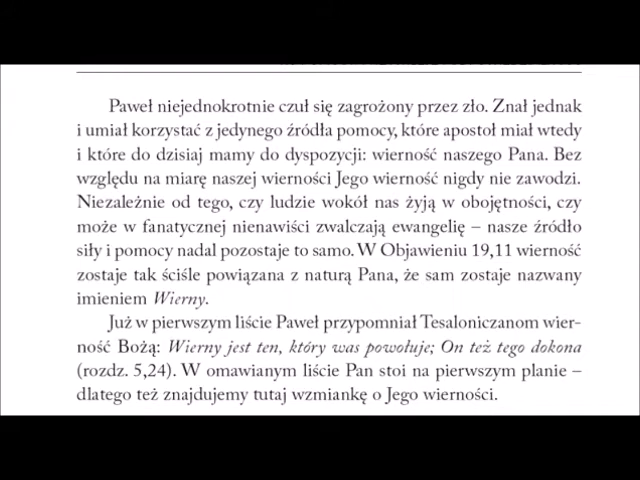 Paweł niejednokrotnie czuł się zagrożony przez zło. Znał jednak
i umiał korzystać z jedynego źródła pomocy, które apostoł miał wtedy
i które do dzisiaj mamy do dyspozycji: wierność naszego Pana. Bez
względu na miarę naszej wierności Jego wierność nigdy nie zawodzi.
Niezależnie od tego, czy ludzie wokół nas żyją w obojętności, czy
może w fanatycznej nienawiści zwalczają ewangelię – nasze źródło
siły i pomocy nadal pozostaje to samo. W Objawieniu 19,11 wierność
zostaje tak ściśle powiązana z naturą Pana, że sam zostaje nazwany
imieniem Wierny.
Już w pierwszym liście Paweł przypomniał Tesaloniczanom wier-
ność Bożą: Wierny jest ten, który was powołuje; On też tego dokona
(rozdz. 5,24). W omawianym liście Pan stoi na pierwszym planie –
dlatego też znajdujemy tutaj wzmiankę o Jego wierności.